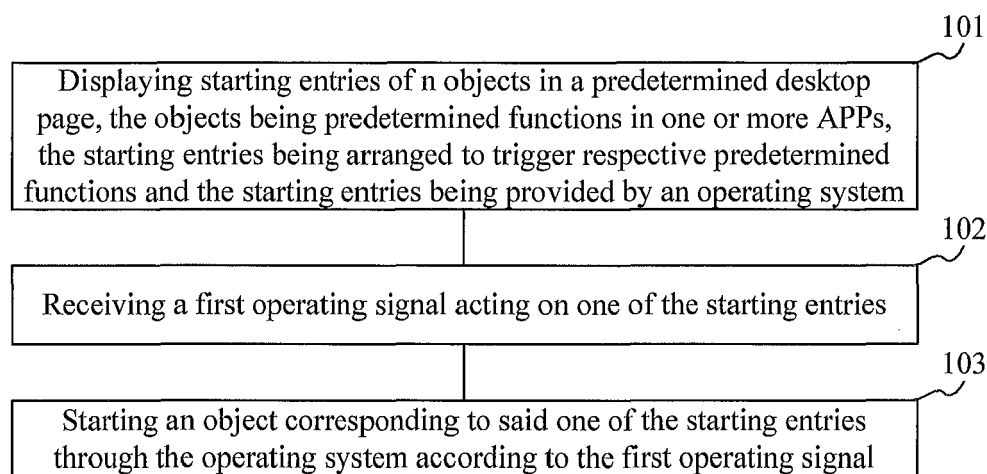 101
Displaying starting entries of n objects in a predetermined desktop
page, the objects being predetermined functions in one or more APPs,
the starting entries being arranged to trigger respective predetermined
functions and the starting entries being provided by an operating system
102
Receiving a first operating signal acting on one of the starting entries
103
Starting an object corresponding to said one of the starting entries
through the operating system according to the first operating signal